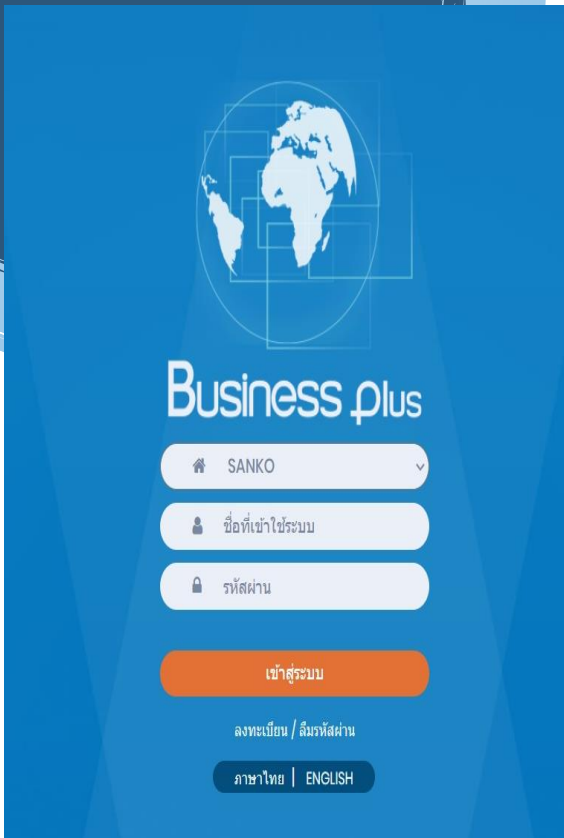 Business Plus
SANKO
ชื่อที่เข้าใช้ระบบ
รหัสผ่าน
เข้าสู่ระบบ
ลงทะเบียน / ลืมรหัสผ่าน
ภาษาไทย | ENGLISH